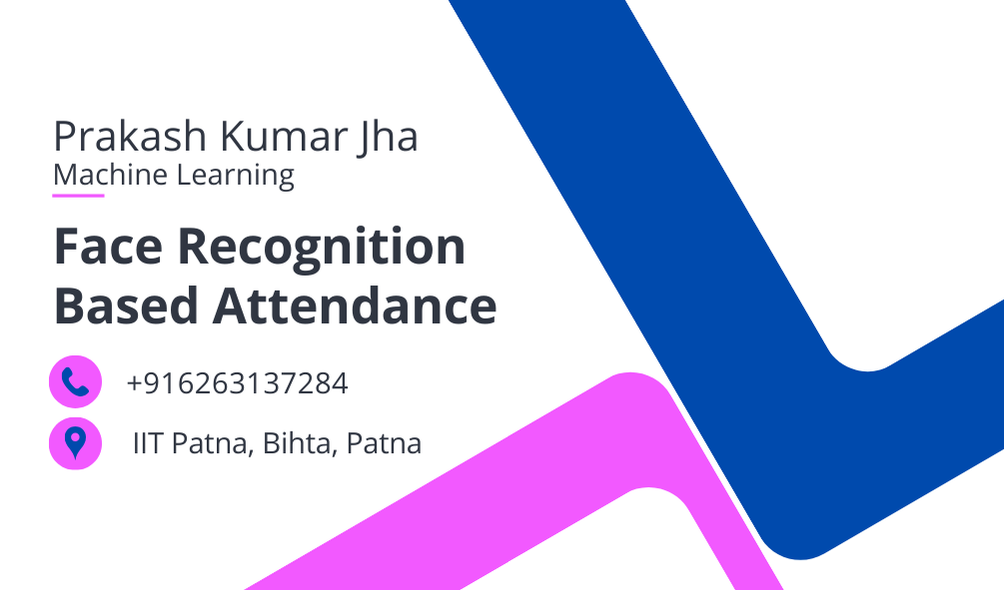 Prakash Kumar Jha
Machine Learning
Face Recognition
Based Attendance
+916263137284
IIT Patna, Bihta, Patna